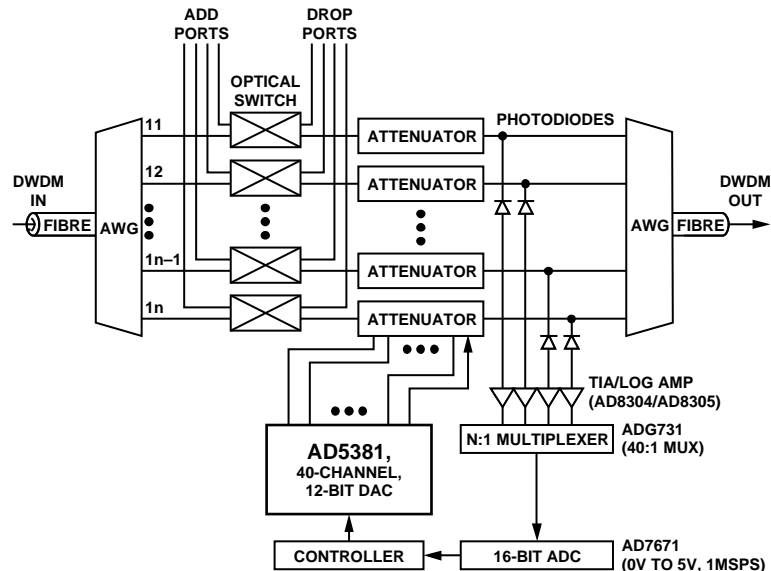 ADD
PORTS
DROP
PORTS
OPTICAL
SWITCH
PHOTODIODES
11
ATTENUATOR
12
ATTENUATOR
DWDM
IN
FIBRE
AWG
DWDM
OUT
AWG
FIBRE
1n–1
ATTENUATOR
1n
ATTENUATOR
TIA/LOG AMP
(AD8304/AD8305)
AD5381,
40-CHANNEL,
12-BIT DAC
N:1 MULTIPLEXER
ADG731
(40:1 MUX)
CONTROLLER
16-BIT ADC
AD7671
(0V TO 5V, 1MSPS)